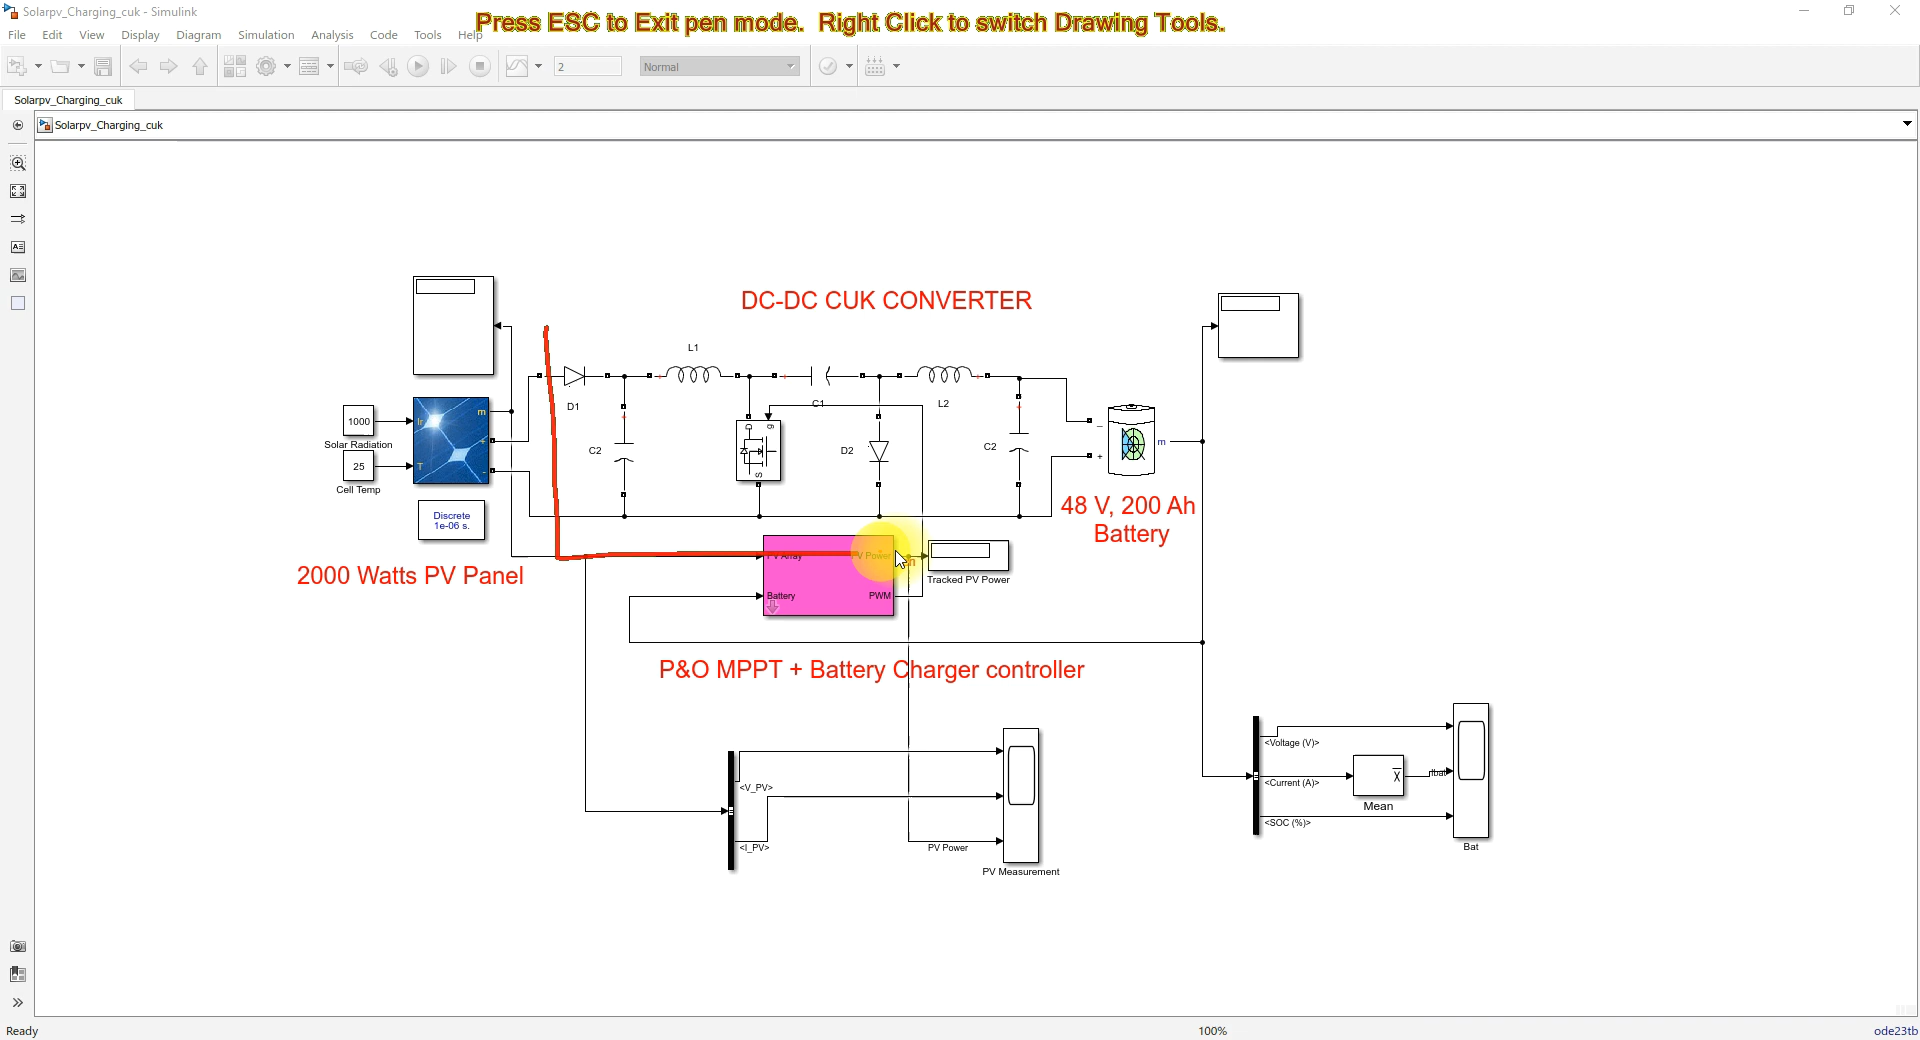 Solarpv_Charging_cuk - Simulink
Press ESC to Exit pen mode. Right Click to switch Drawing Tools.
File Edit View Display Diagram Simulation Analysis Code Tools Help
2 Normal
Solarpv_Charging_cuk
Solarpv_Charging_cuk
DC-DC CUK CONVERTER
L1
D1
C1
L2
1000
Solar Radiation
25
Cell Temp
Ir
T
m
+
-
C2
D
g
S
D2
C2
_
+
m
48 V, 200 Ah
Battery
Discrete
1e-06 s.
2000 Watts PV Panel
PV Array
PV Power
Battery
PWM
Tracked PV Power
P&O MPPT + Battery Charger controller
<V_PV>
<I_PV>
PV Power
PV Measurement
<Voltage (V)>
<Current (A)>
<SOC (%)>
x
Mean
Ibat
Bat
Ready
100%
ode23tb